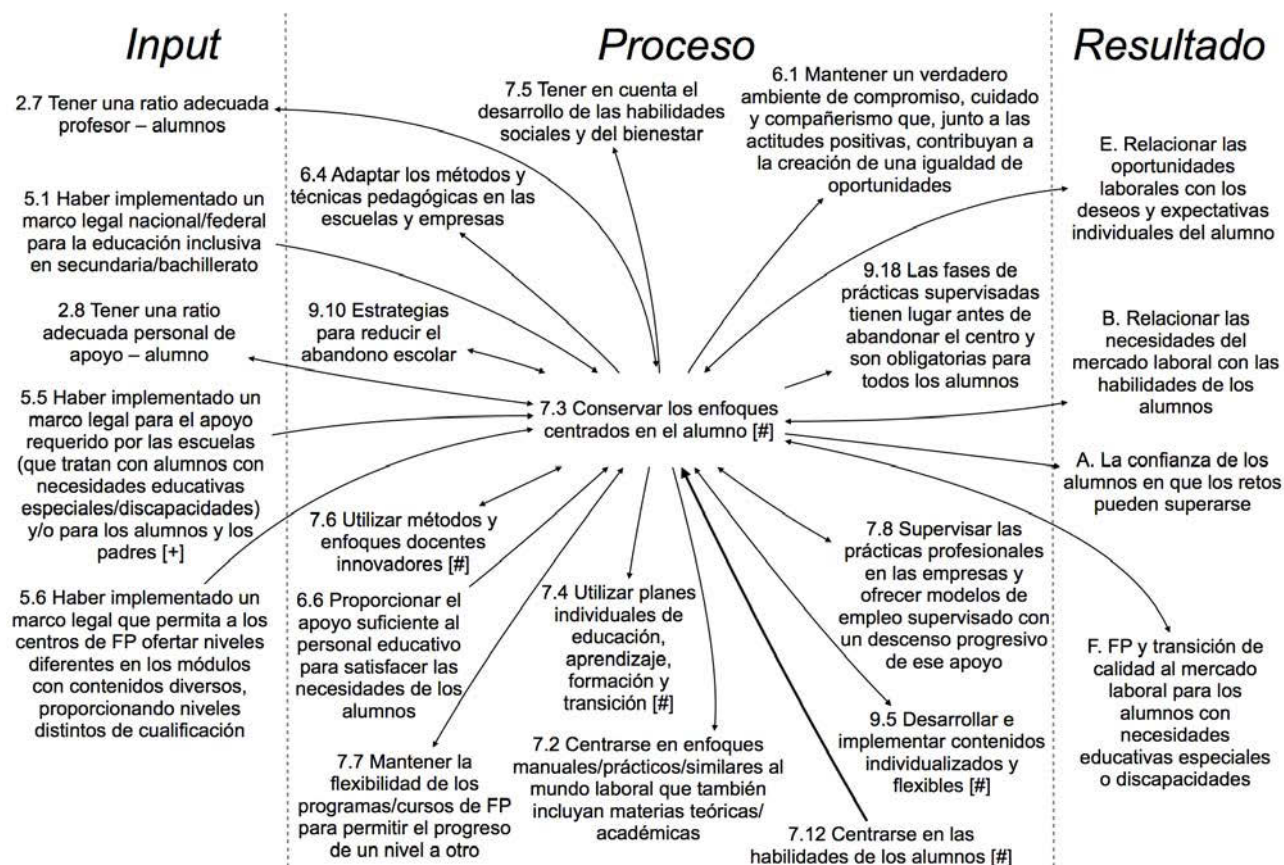 Input
Proceso
Resultado
2.7 Tener una ratio adecuada
profesor – alumnos
5.1 Haber implementado un
marco legal nacional/federal
para la educación inclusiva
en secundaria/bachillerato
2.8 Tener una ratio
adecuada personal de
apoyo – alumno
5.5 Haber implementado un
marco legal para el apoyo
requerido por las escuelas
(que tratan con alumnos con
necesidades educativas
especiales/discapacidades)
y/o para los alumnos y los
padres [+]
5.6 Haber implementado un
marco legal que permita a los
centros de FP ofertar niveles
diferentes en los módulos
con contenidos diversos,
proporcionando niveles
distintos de cualificación
7.5 Tener en cuenta el
desarrollo de las habilidades
sociales y del bienestar
6.1 Mantener un verdadero
ambiente de compromiso, cuidado
y compañerismo que, junto a las
actitudes positivas, contribuyan a
la creación de una igualdad de
oportunidades
6.4 Adaptar los métodos y
técnicas pedagógicas en las
escuelas y empresas
9.10 Estrategias
para reducir el
abandono escolar
9.18 Las fases de
prácticas supervisadas
tienen lugar antes de
abandonar el centro y
son obligatorias para
todos los alumnos
7.3 Conservar los enfoques
centrados en el alumno [#]
7.6 Utilizar métodos y
enfoques docentes
innovadores [#]
6.6 Proporcionar el
apoyo suficiente al
personal educativo
para satisfacer las
necesidades de los
alumnos
7.7 Mantener la
flexibilidad de los
programas/cursos de FP
para permitir el progreso
de un nivel a otro
7.4 Utilizar planes
individuales de
educación,
aprendizaje,
formación y
transición [#]
7.2 Centrarse en enfoques
manuales/prácticos/similares al
mundo laboral que también
incluyan materias teóricas/
académicas
7.8 Supervisar las
prácticas profesionales
en las empresas y
ofrecer modelos de
empleo supervisado con
un descenso progresivo
de ese apoyo
9.5 Desarrollar e
implementar contenidos
individualizados y
flexibles [#]
7.12 Centrarse en las
habilidades de los alumnos [#]
E. Relacionar las
oportunidades
laborales con los
deseos y expectativas
individuales del alumno
B. Relacionar las
necesidades del
mercado laboral con las
habilidades de los
alumnos
A. La confianza de los
alumnos en que los retos
pueden superarse
F. FP y transición de
calidad al mercado
laboral para los
alumnos con
necesidades
educativas especiales
o discapacidades